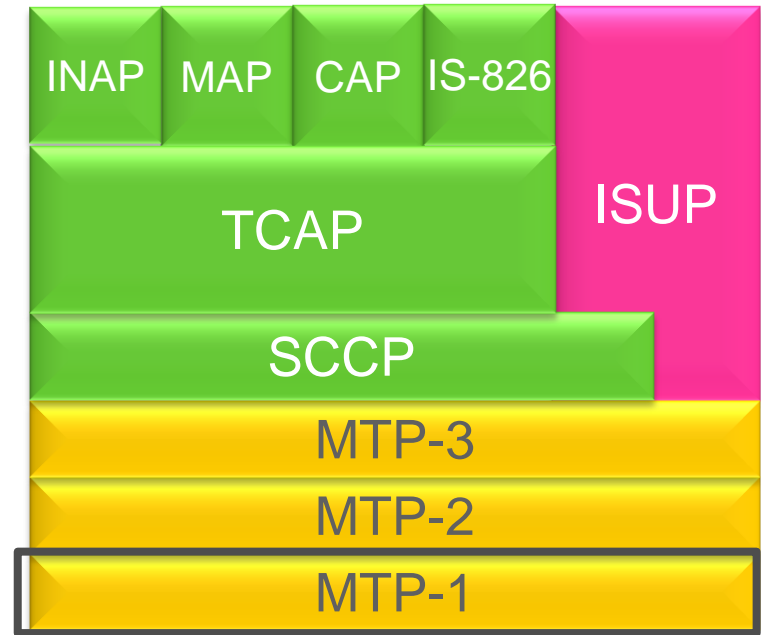 INAP MAP CAP IS-826
ISUP
TCAP
SCCP
MTP-3
MTP-2
MTP-1